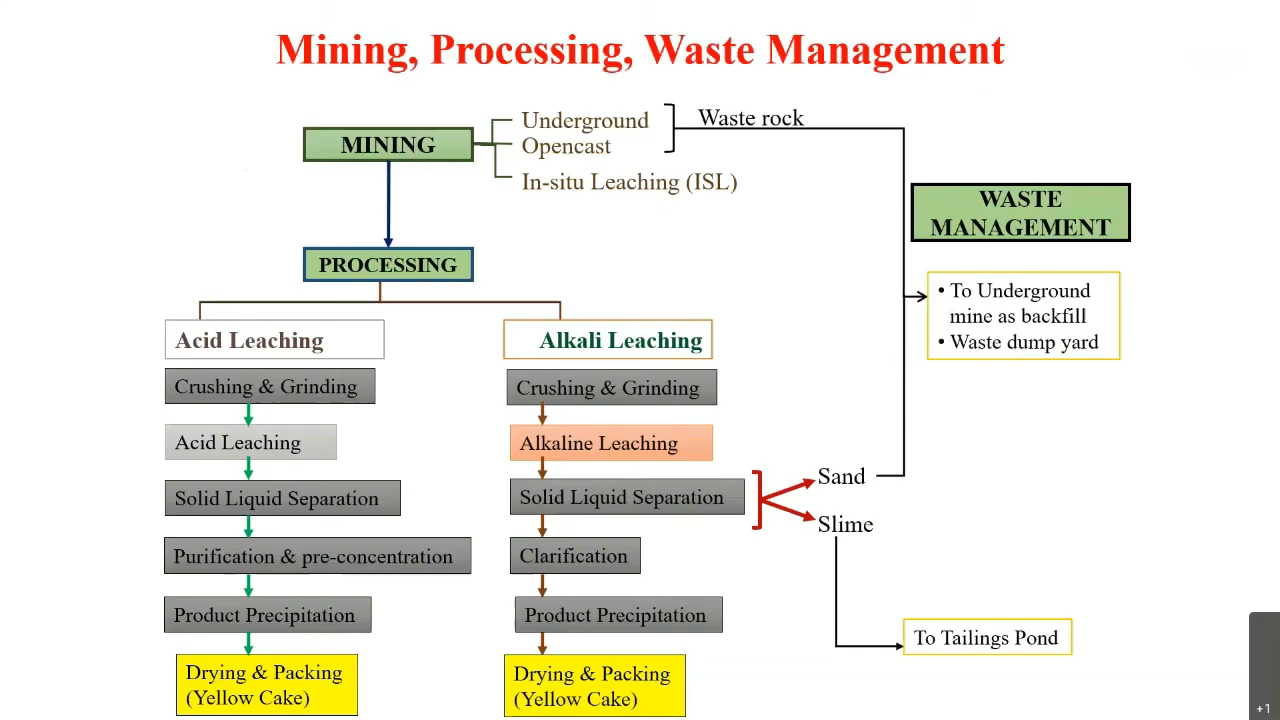 Mining, Processing, Waste Management
MINING
Underground
Opencast
In-situ Leaching (ISL)
Waste rock
WASTE
MANAGEMENT
• To Underground
mine as backfill
• Waste dump yard
PROCESSING
Acid Leaching
Crushing & Grinding
Acid Leaching
Solid Liquid Separation
Purification & pre-concentration
Product Precipitation
Drying & Packing
(Yellow Cake)
Alkali Leaching
Crushing & Grinding
Alkaline Leaching
Solid Liquid Separation
Clarification
Product Precipitation
Drying & Packing
(Yellow Cake)
Sand
Slime
To Tailings Pond
+1